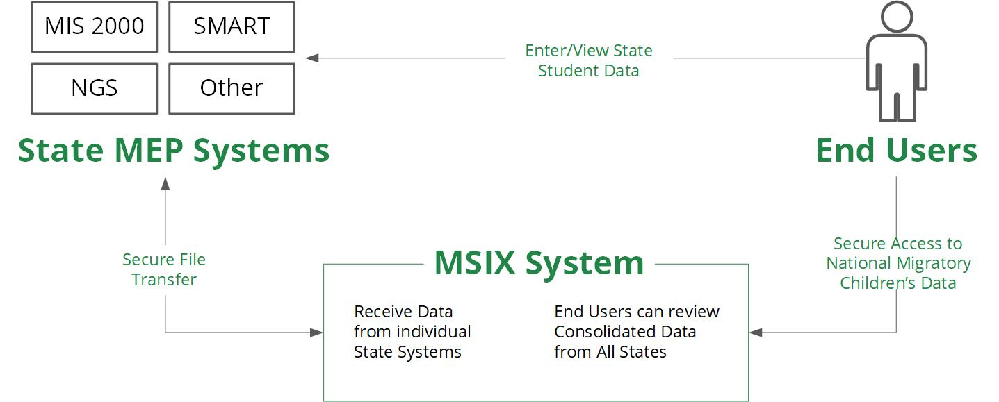 MIS 2000
SMART
NGS
Other
State MEP Systems
Enter/View State
Student Data
End Users
Secure File
Transfer
MSIX System
Receive Data
from individual
State Systems
End Users can review
Consolidated Data
from All States
Secure Access to
National Migratory
Children’s Data